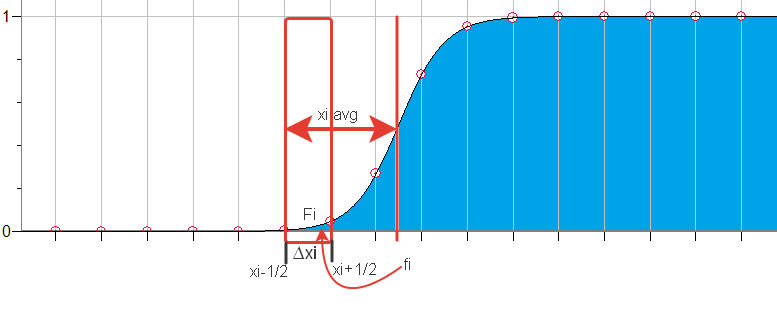 1
xi avg
Fi
0
Δxi
xi-1/2
xi+1/2
fi